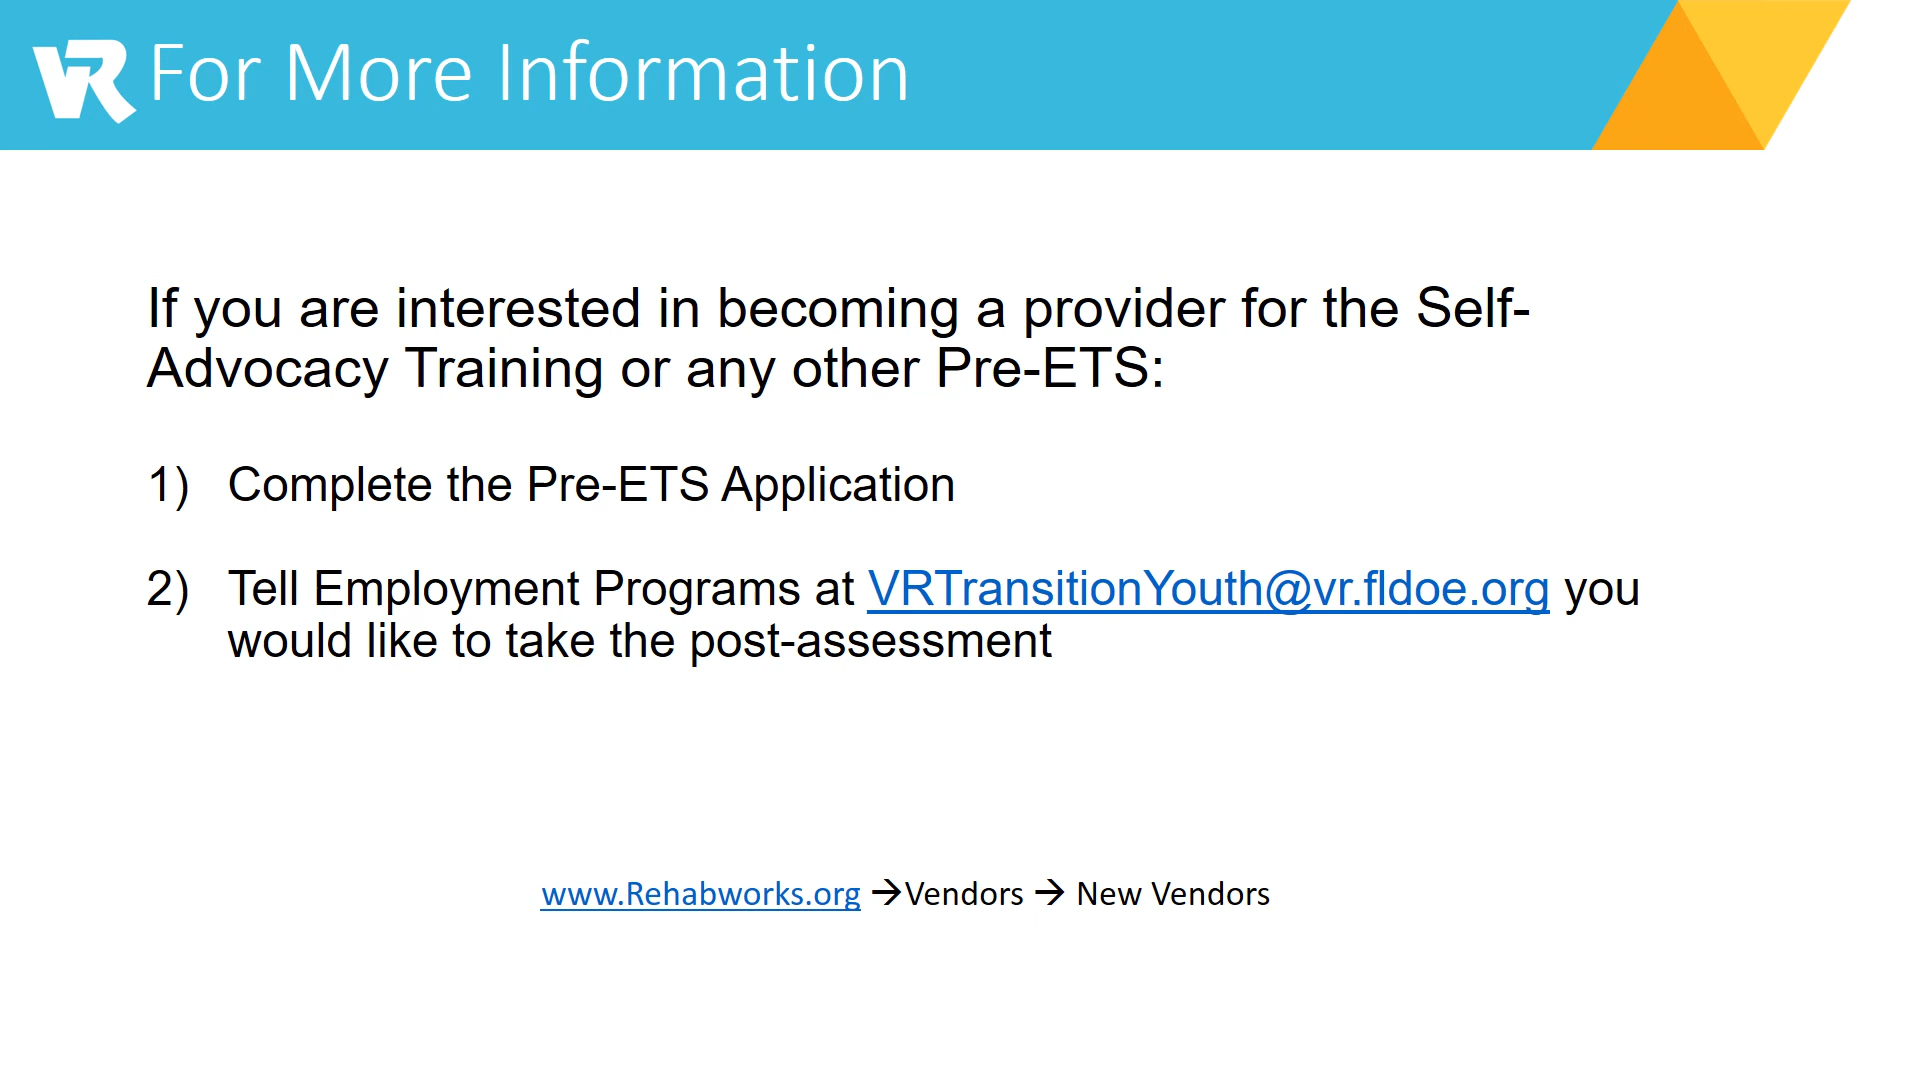 VR For More Information
If you are interested in becoming a provider for the Self-
Advocacy Training or any other Pre-ETS:
1) Complete the Pre-ETS Application
2) Tell Employment Programs at VRTransitionYouth@vr.fldoe.org you
would like to take the post-assessment
www.Rehabworks.org →Vendors → New Vendors